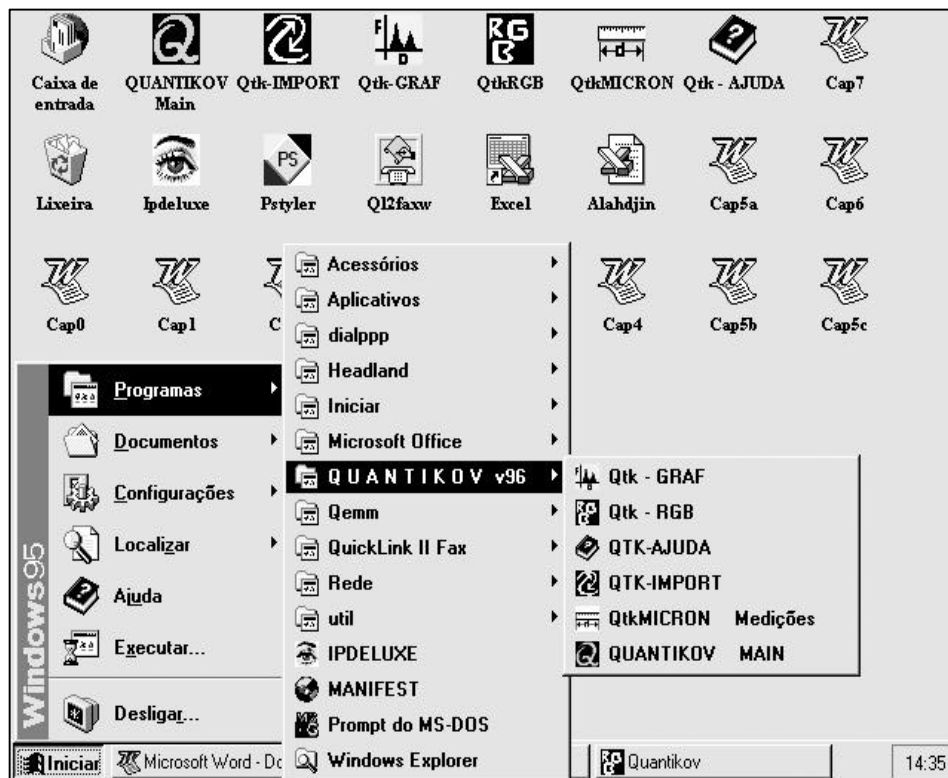 Caixa de entrada
QUANTIKOV Main
Qtk-IMPORT
Qtk-GRAF
QtkRGB
QtkMICRON
Qtk - AJUDA
Cap7
Lixeira
Ipdeluxe
Pstyler
Ql2faxw
Excel
Alahdjin
Cap5a
Cap6
Cap0
Cap1
Cap4
Cap5b
Cap5c
Windows95
Programas
Documentos
Configurações
Localizar
Ajuda
Executar...
Desligar...
Acessórios
Aplicativos
dialppp
Headland
Iniciar
Microsoft Office
Q U A N T I K O V v96
Qemm
QuickLink II Fax
Rede
util
IPDELUXE
MANIFEST
Prompt do MS-DOS
Windows Explorer
Qtk - GRAF
Qtk - RGB
QTK-AJUDA
QTK-IMPORT
QtkMICRON Medições
QUANTIKOV MAIN
Iniciar
Microsoft Word - Do
Quantikov
14:35